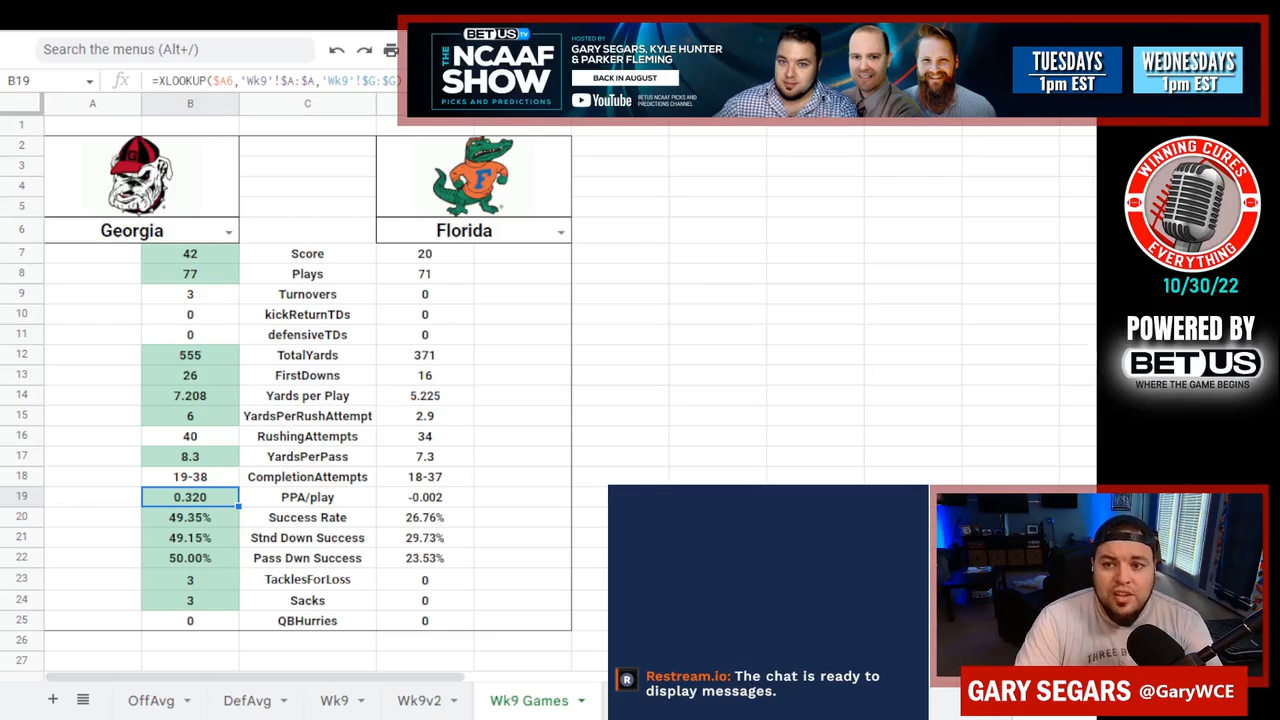 Search the menus (Alt+/)
B19
fx
=XLOOKUP($A6,'Wk9'!$A:$A,'Wk9'!$G:$G)
BETUS TV
THE NCAAF SHOW
PICKS AND PREDICTIONS
HOSTED BY
GARY SEGARS, KYLE HUNTER
& PARKER FLEMING
BACK IN AUGUST
YouTube
BETUS NCAAF PICKS AND
PREDICTIONS CHANNEL
TUESDAYS
1pm EST
WEDNESDAYS
1pm EST
A B C D E
1
2
3
4
5
6 Georgia Florida
7 42 Score 20
8 77 Plays 71
9 3 Turnovers 0
10 0 kickReturnTDs 0
11 0 defensiveTDs 0
12 555 TotalYards 371
13 26 FirstDowns 16
14 7.208 Yards per Play 5.225
15 6 YardsPerRushAttempt 2.9
16 40 RushingAttempts 34
17 8.3 YardsPerPass 7.3
18 19-38 CompletionAttempts 18-37
19 0.320 PPA/play -0.002
20 49.35% Success Rate 26.76%
21 49.15% Stnd Down Success 29.73%
22 50.00% Pass Dwn Success 23.53%
23 3 TacklesForLoss 0
24 3 Sacks 0
25 0 QBHurries 0
26
27
F
OffAvg DefAvg Wk9 Wk9v2 Wk9 Games
WINNING CURES
EVERYTHING
10/30/22
POWERED BY
BETUS
WHERE THE GAME BEGINS
R
Restream.io: The chat is ready to
display messages.
THREE B
GARY SEGARS @GaryWCE